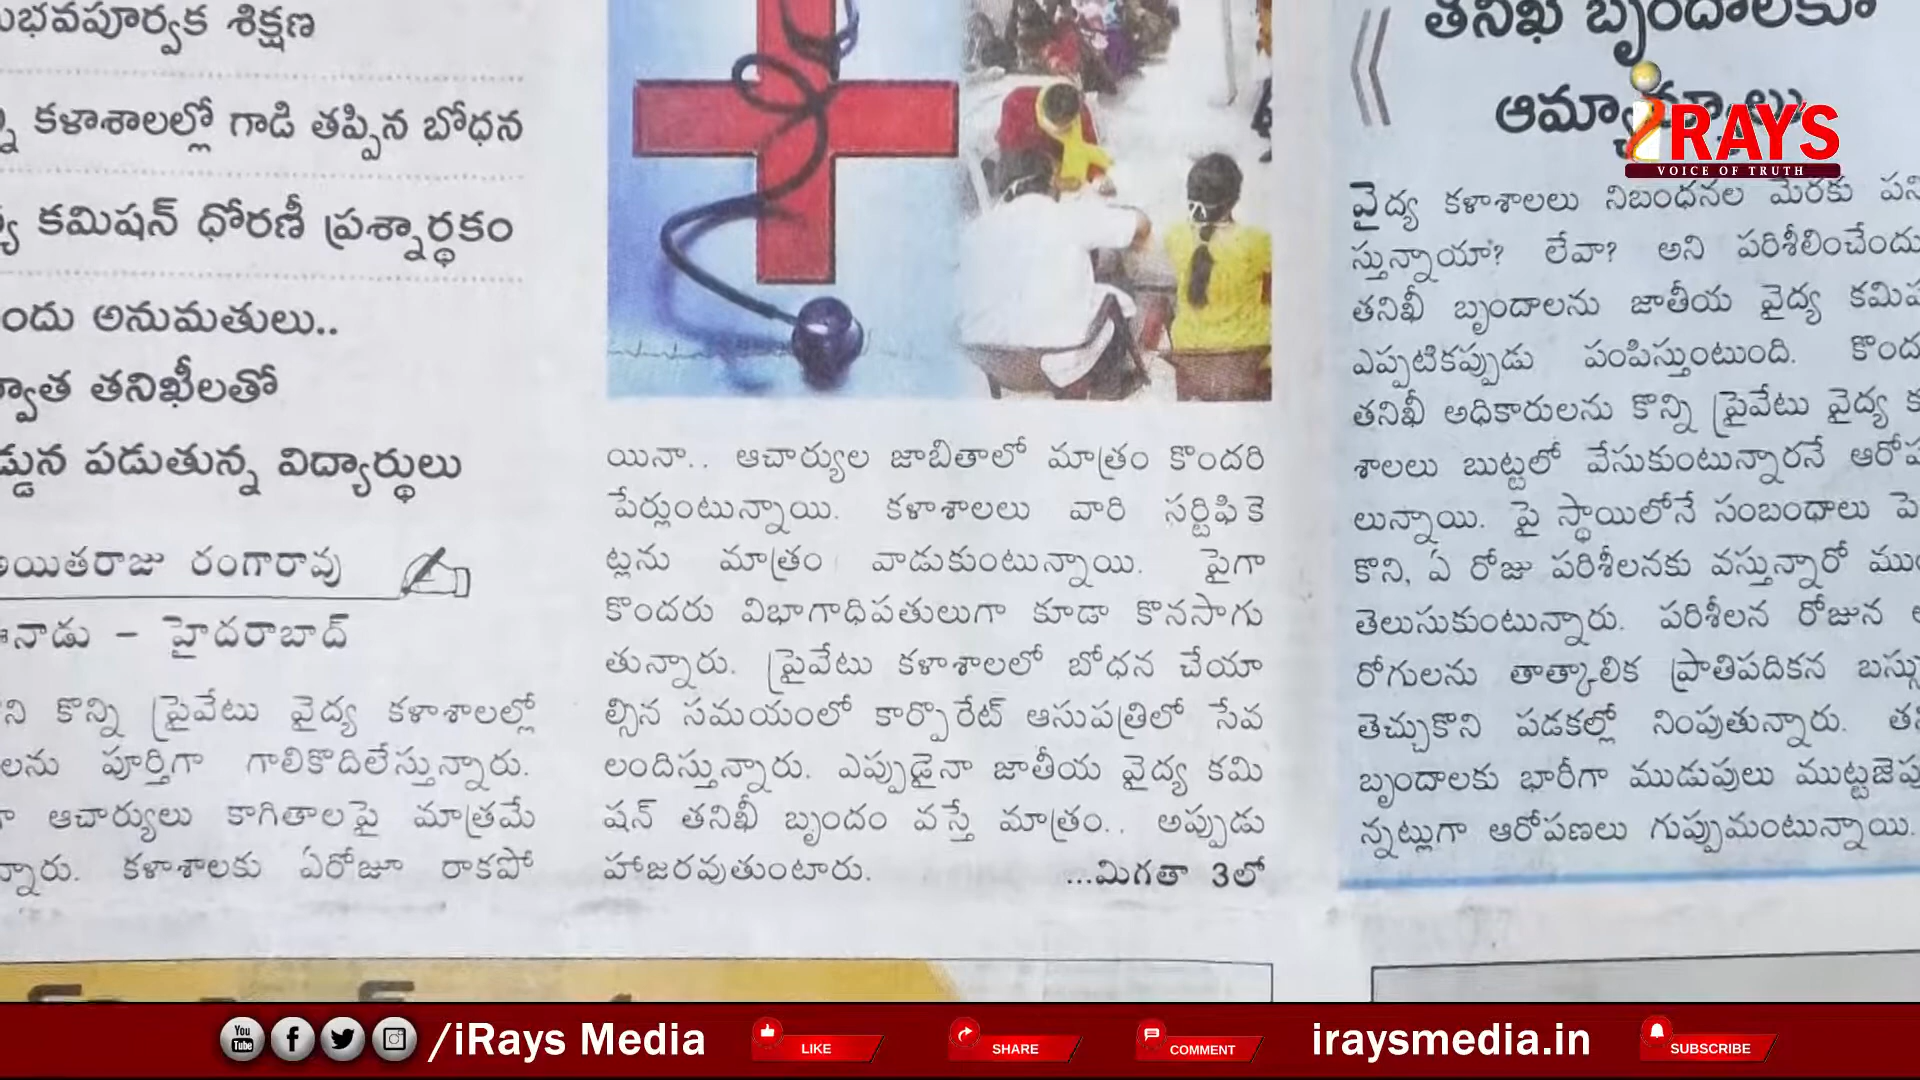 శిక్షణ
కళాశాలల్లో గాడి తప్పిన బోధన
కమిషన్ ధోరణి ప్రశ్నార్థకం
అనుమతులు..
తనిఖీలతో
పడుతున్న విద్యార్థులు
రంగారావు
– హైదరాబాద్
కొన్ని ప్రైవేటు వైద్య కళాశాలల్లో
పూర్తిగా గాలికొదిలేస్తున్నారు.
ఆచార్యులు కాగితాలపై మాత్రమే
కళాశాలకు ఏరోజూ రాకపో
యినా.. ఆచార్యుల జాబితాలో మాత్రం కొందరి
పేర్లుంటున్నాయి. కళాశాలలు వారి సర్టిఫికె
ట్లను మాత్రం వాడుకుంటున్నాయి. పైగా
కొందరు విభాగాధిపతులుగా కూడా కొనసాగు
తున్నారు. ప్రైవేటు కళాశాలలో బోధన చేయా
ల్సిన సమయంలో కార్పొరేట్ ఆసుపత్రిలో సేవ
లందిస్తున్నారు. ఎప్పుడైనా జాతీయ వైద్య కమి
షన్ తనిఖీ బృందం వస్తే మాత్రం.. అప్పుడు
హాజరవుతుంటారు.
...మిగతా 3లో
తనిఖీ బృందాలకూ
వైద్య కళాశాలలు నిబంధనల మేరకు
స్తున్నాయా? లేవా? అని పరిశీలించేందు
తనిఖీ బృందాలను జాతీయ వైద్య
ఎప్పటికప్పుడు పంపిస్తుంటుంది.
తనిఖీ అధికారులను కొన్ని ప్రైవేటు వైద్య
శాలలు బుట్టలో వేసుకుంటున్నారనే
లున్నాయి. పై స్థాయిలోనే సంబంధాలు
కొని, ఏ రోజు పరిశీలనకు వస్తున్నారో
తెలుసుకుంటున్నారు. పరిశీలన రోజున
రోగులను తాత్కాలిక ప్రాతిపదికన
తెచ్చుకొని పడకల్లో నింపుతున్నారు.
బృందాలకు భారీగా ముడుపులు
న్నట్లుగా ఆరోపణలు గుప్పుమంటున్నాయి.
iRAYS
VOICE OF TRUTH
You Tube /iRays Media
LIKE
SHARE
COMMENT
iraysmedia.in
SUBSCRIBE